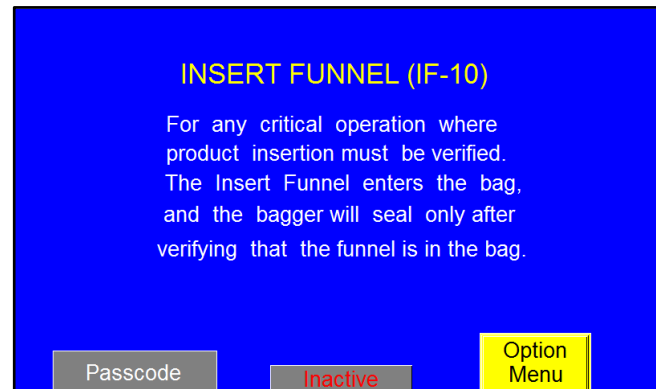 INSERT FUNNEL (IF-10)
For any critical operation where
product insertion must be verified.
The Insert Funnel enters the bag,
and the bagger will seal only after
verifying that the funnel is in the bag.
Passcode
Inactive
Option
Menu